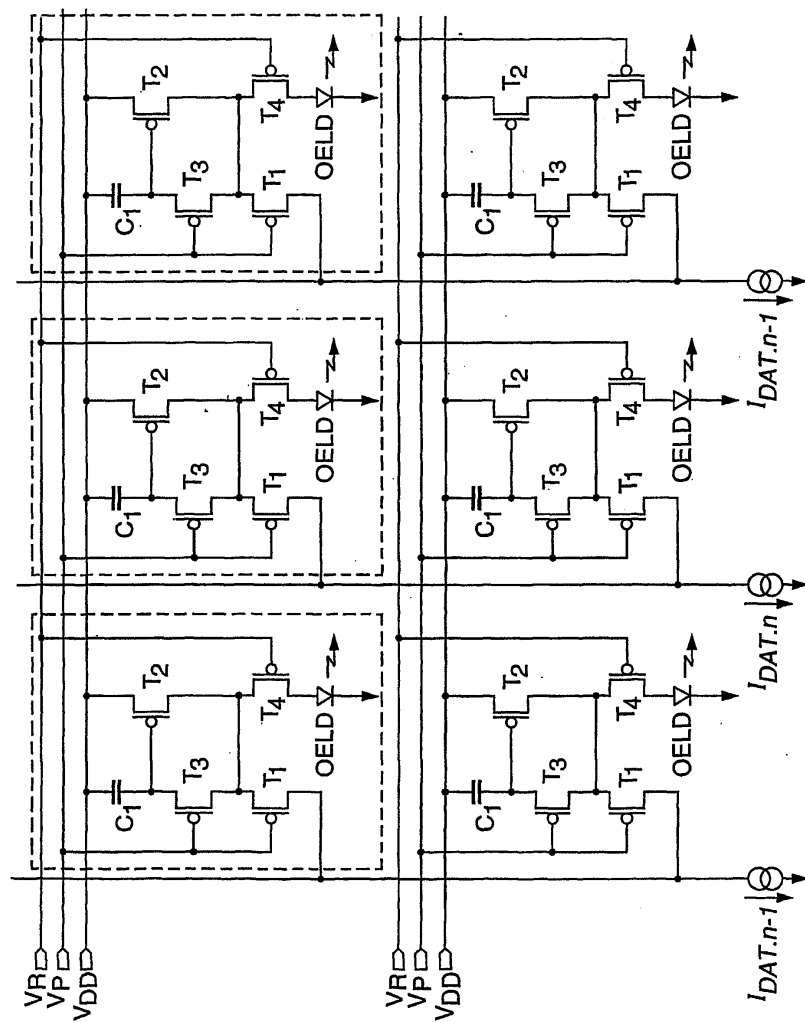 VR
VP
VDD
C1
T2
T3
T1
T4
OELD
C1
T2
T3
T1
T4
OELD
C1
T2
T3
T1
T4
OELD
VR
VP
VDD
C1
T2
T3
T1
T4
OELD
C1
T2
T3
T1
T4
OELD
C1
T2
T3
T1
T4
OELD
IDAT.n-1
IDAT.n
IDAT.n-1